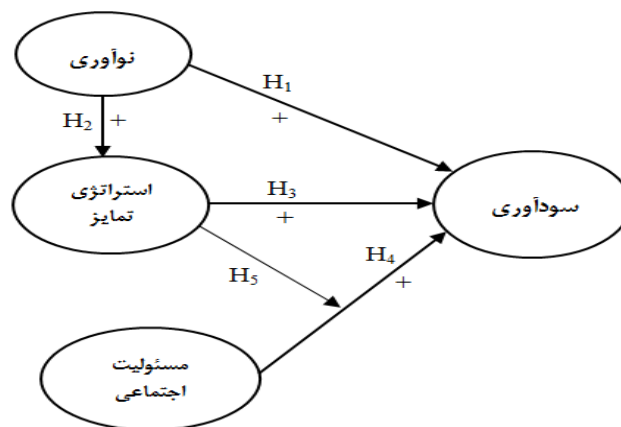 نوآوری
H₁
+
H₂ +
استراتژی
تمایز
H₃
+
سودآوری
H₄
+
H₅
مسئولیت
اجتماعی